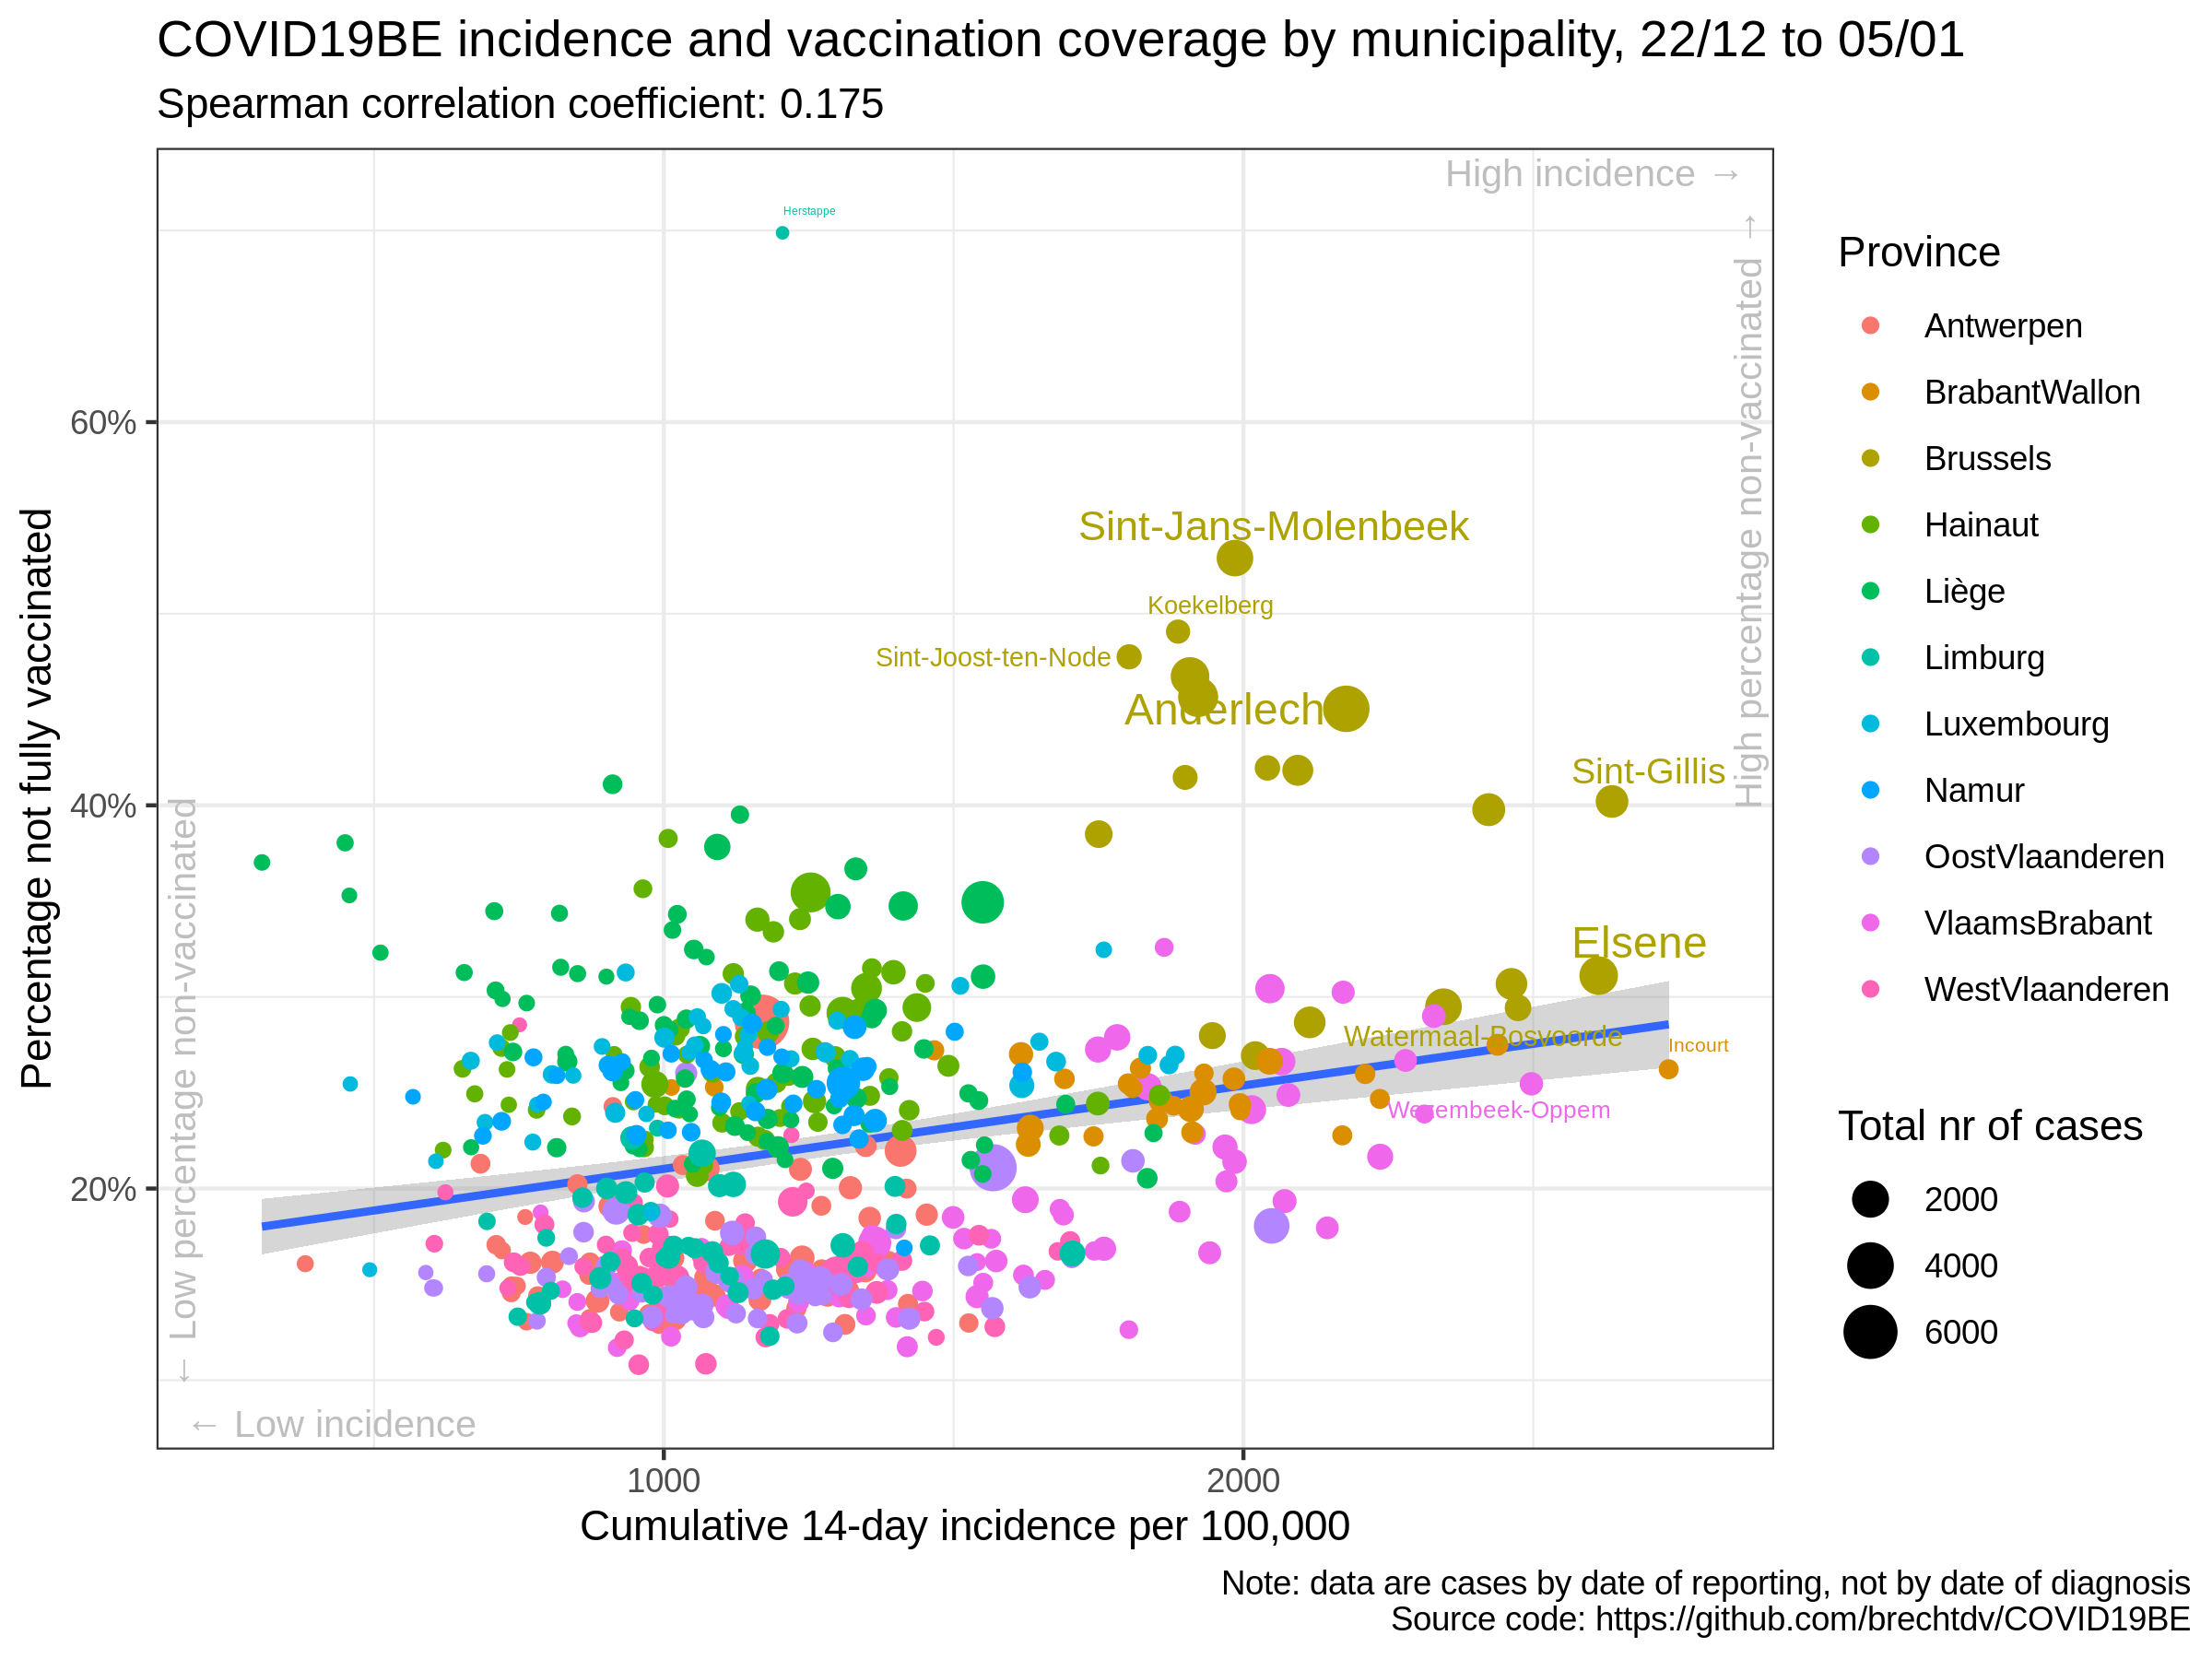 COVID19BE incidence and vaccination coverage by municipality, 22/12 to 05/01
Spearman correlation coefficient: 0.175
High incidence →
High percentage non-vaccinated →
Herstappe
Province
Antwerpen
BrabantWallon
Brussels
Hainaut
Liège
Limburg
Luxembourg
Namur
OostVlaanderen
VlaamsBrabant
WestVlaanderen
Total nr of cases
2000
4000
6000
60%
40%
20%
Percentage not fully vaccinated
Sint-Jans-Molenbeek
Koekelberg
Sint-Joost-ten-Node
Anderlecht
Sint-Gillis
Elsene
Watermaal-Bosvoorde
Incourt
Wezembeek-Oppem
← Low percentage non-vaccinated
← Low incidence
1000
2000
Cumulative 14-day incidence per 100,000
Note: data are cases by date of reporting, not by date of diagnosis
Source code: https://github.com/brechtdv/COVID19BE